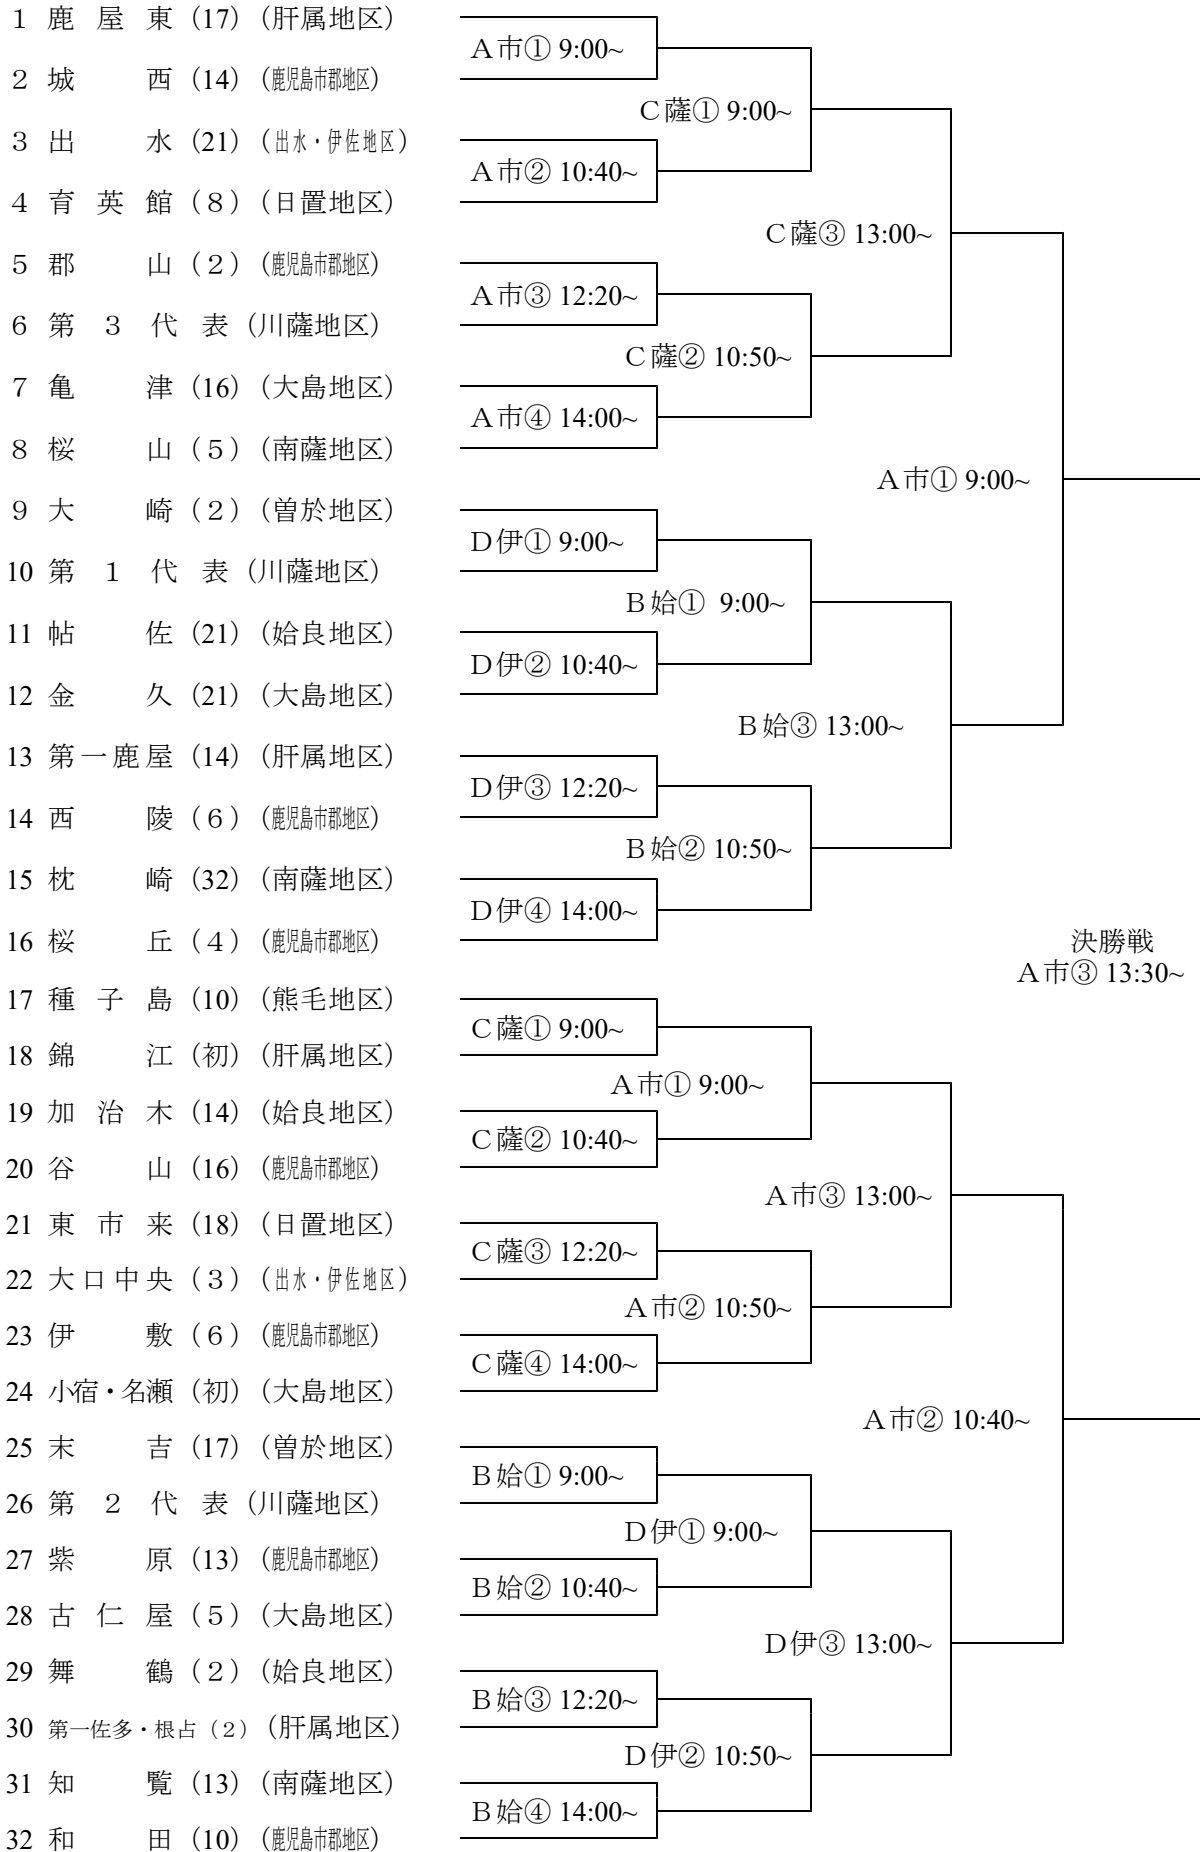 1 鹿屋東 (17) (肝属地区)
A市① 9:00~
2 城西 (14) (鹿児島市郡地区)
C薩① 9:00~
3 出水 (21) (出水・伊佐地区)
A市② 10:40~
4 育英館 (8) (日置地区)
C薩③ 13:00~
5 郡山 (2) (鹿児島市郡地区)
A市③ 12:20~
6 第3代表 (川薩地区)
C薩② 10:50~
7 亀津 (16) (大島地区)
A市④ 14:00~
8 桜山 (5) (南薩地区)
A市① 9:00~
9 大崎 (2) (曽於地区)
D伊① 9:00~
10 第1代表 (川薩地区)
B姶① 9:00~
11 帖佐 (21) (姶良地区)
D伊② 10:40~
12 金久 (21) (大島地区)
B姶③ 13:00~
13 第一鹿屋 (14) (肝属地区)
D伊③ 12:20~
14 西陵 (6) (鹿児島市郡地区)
B姶② 10:50~
15 枕崎 (32) (南薩地区)
D伊④ 14:00~
16 桜丘 (4) (鹿児島市郡地区)
決勝戦
A市③ 13:30~
17 種子島 (10) (熊毛地区)
C薩① 9:00~
18 錦江 (初) (肝属地区)
A市① 9:00~
19 加治木 (14) (姶良地区)
C薩② 10:40~
20 谷山 (16) (鹿児島市郡地区)
A市③ 13:00~
21 東市来 (18) (日置地区)
C薩③ 12:20~
22 大口中央 (3) (出水・伊佐地区)
A市② 10:50~
23 伊敷 (6) (鹿児島市郡地区)
C薩④ 14:00~
24 小宿・名瀬 (初) (大島地区)
A市② 10:40~
25 末吉 (17) (曽於地区)
B姶① 9:00~
26 第2代表 (川薩地区)
D伊① 9:00~
27 紫原 (13) (鹿児島市郡地区)
B姶② 10:40~
28 古仁屋 (5) (大島地区)
D伊③ 13:00~
29 舞鶴 (2) (姶良地区)
B姶③ 12:20~
30 第一佐多・根占 (2) (肝属地区)
D伊② 10:50~
31 知覧 (13) (南薩地区)
B姶④ 14:00~
32 和田 (10) (鹿児島市郡地区)